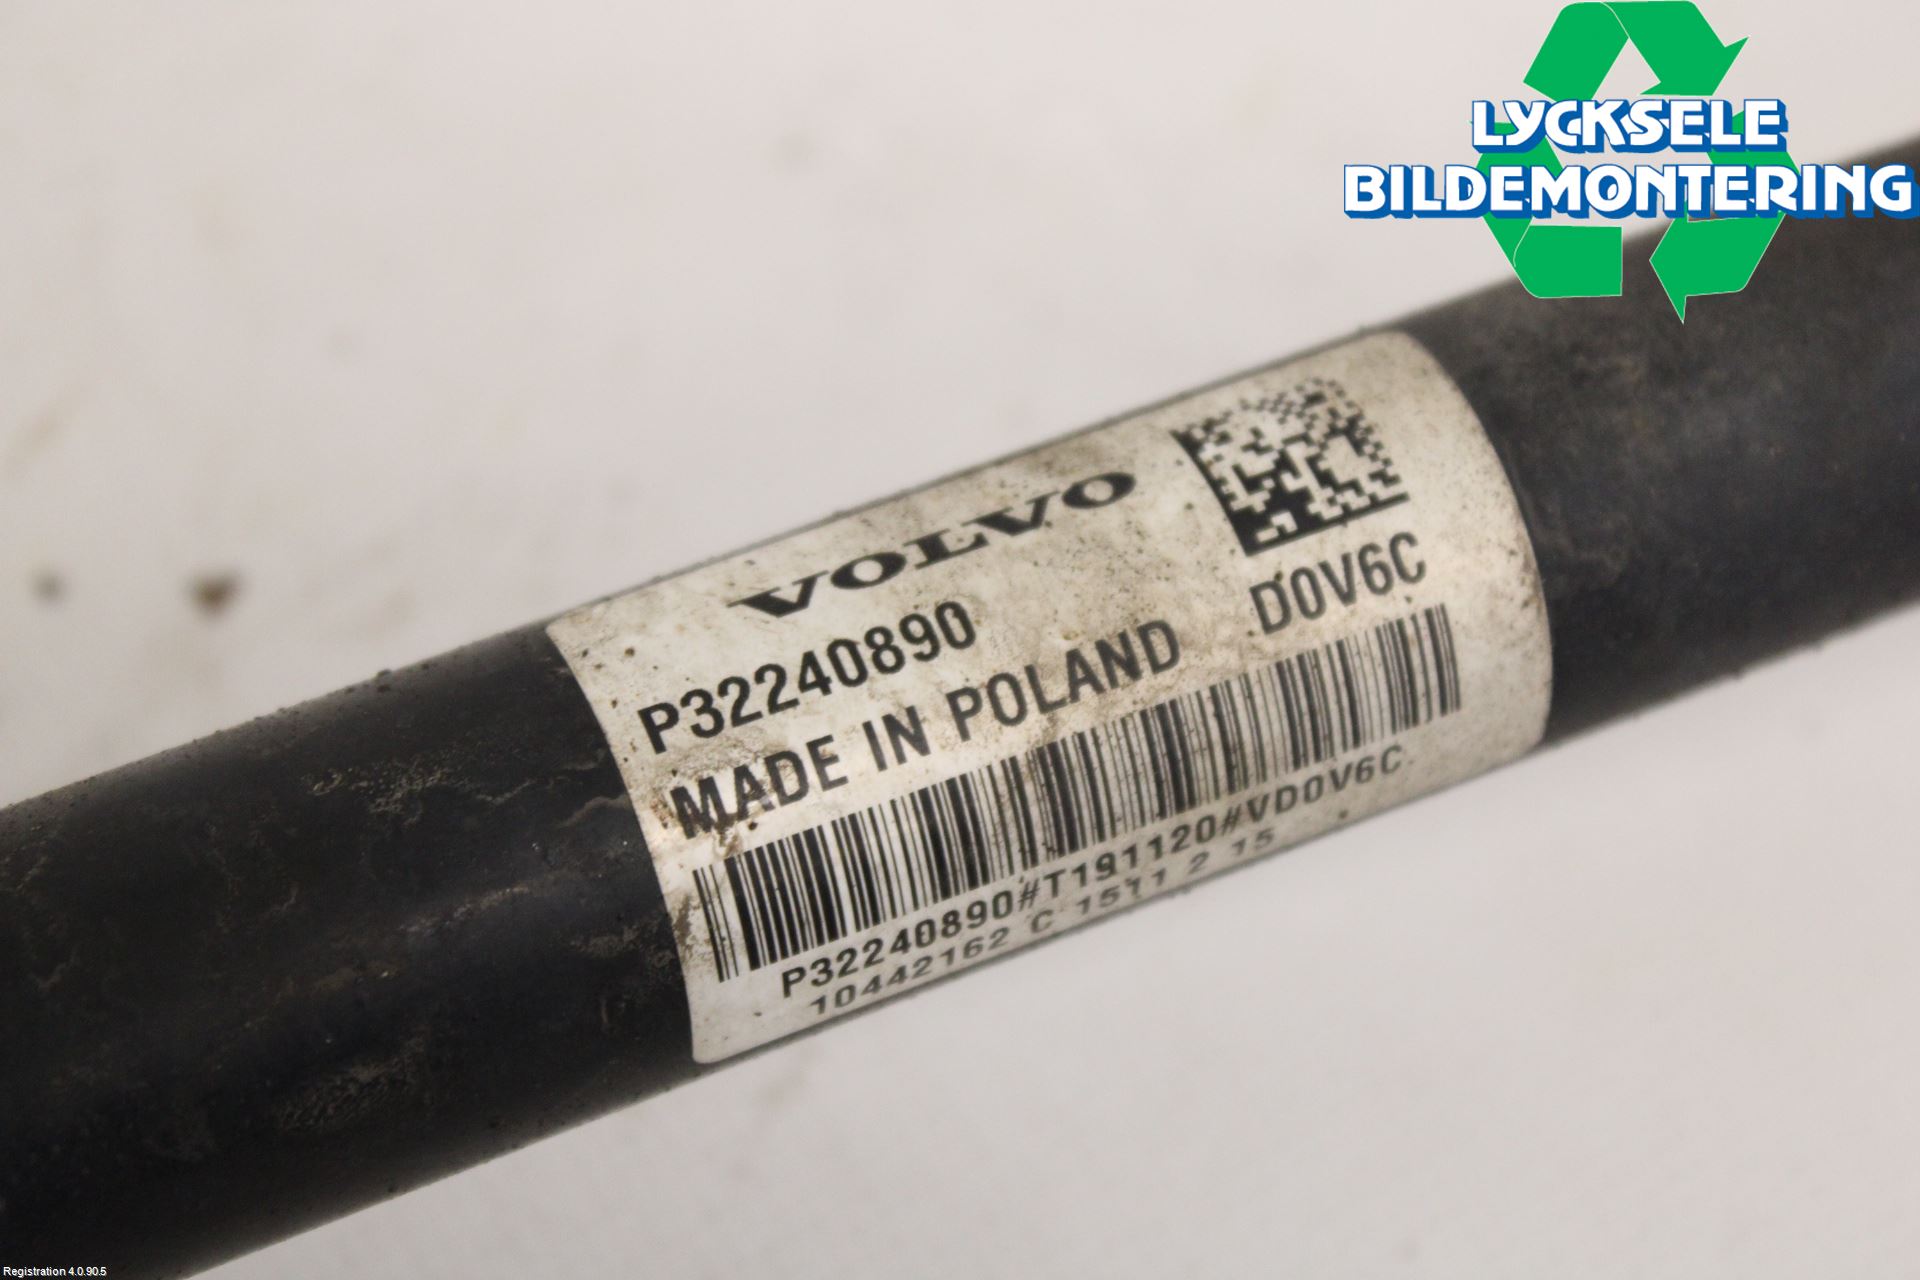 LYCKSELE
BILDEMONTERING
VOLVO
P32240890
D0V6C
MADE IN POLAND
P32240890#T191120#VD0V6C
10442162 C 1511 2 15
Registration 4.0.90.5